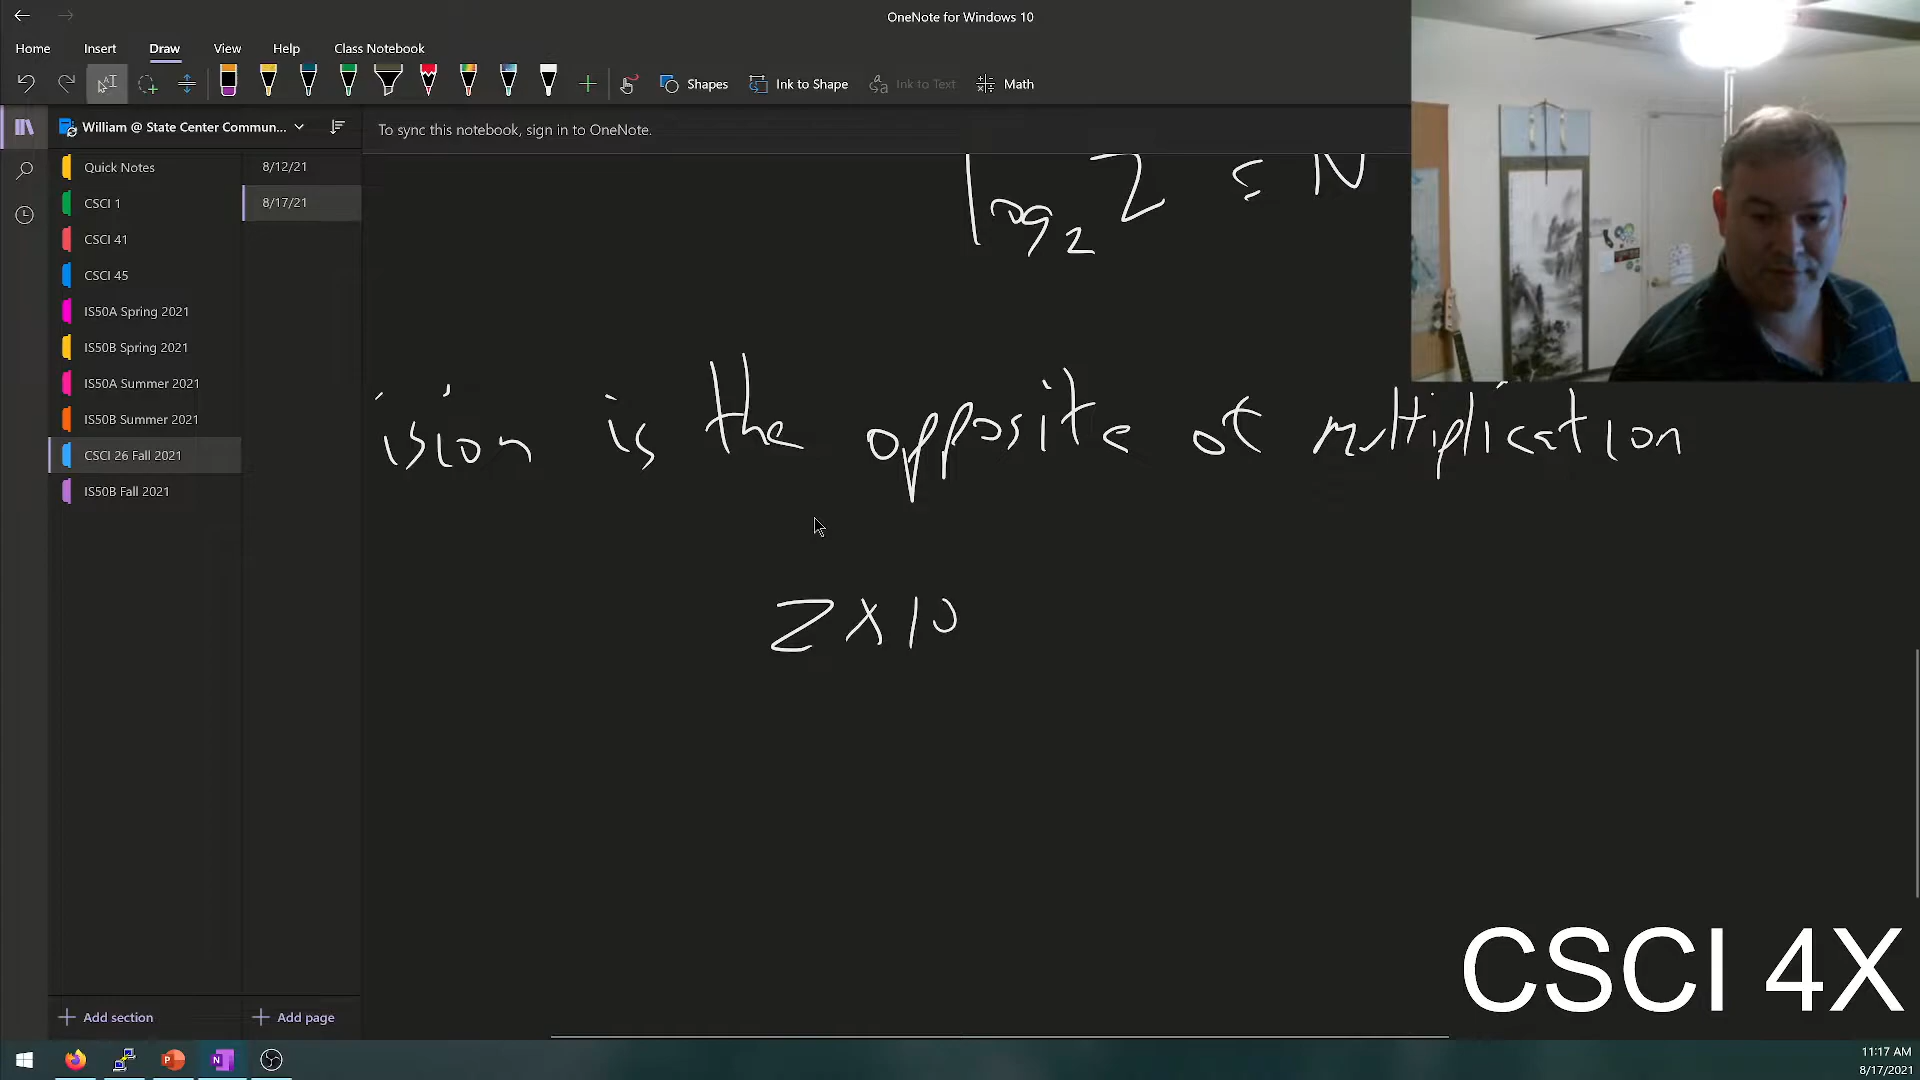 OneNote for Windows 10
Home Insert Draw View Help Class Notebook
Shapes Ink to Shape Ink to Text Math
William @ State Center Commun...
To sync this notebook, sign in to OneNote.
Quick Notes
CSCI 1
CSCI 41
CSCI 45
IS50A Spring 2021
IS50B Spring 2021
IS50A Summer 2021
IS50B Summer 2021
CSCI 26 Fall 2021
IS50B Fall 2021
8/12/21
8/17/21
log2 Z = N
ision is the opposite of multiplication
2 X 10
CSCI 4X
+ Add section
+ Add page
11:17 AM
8/17/2021